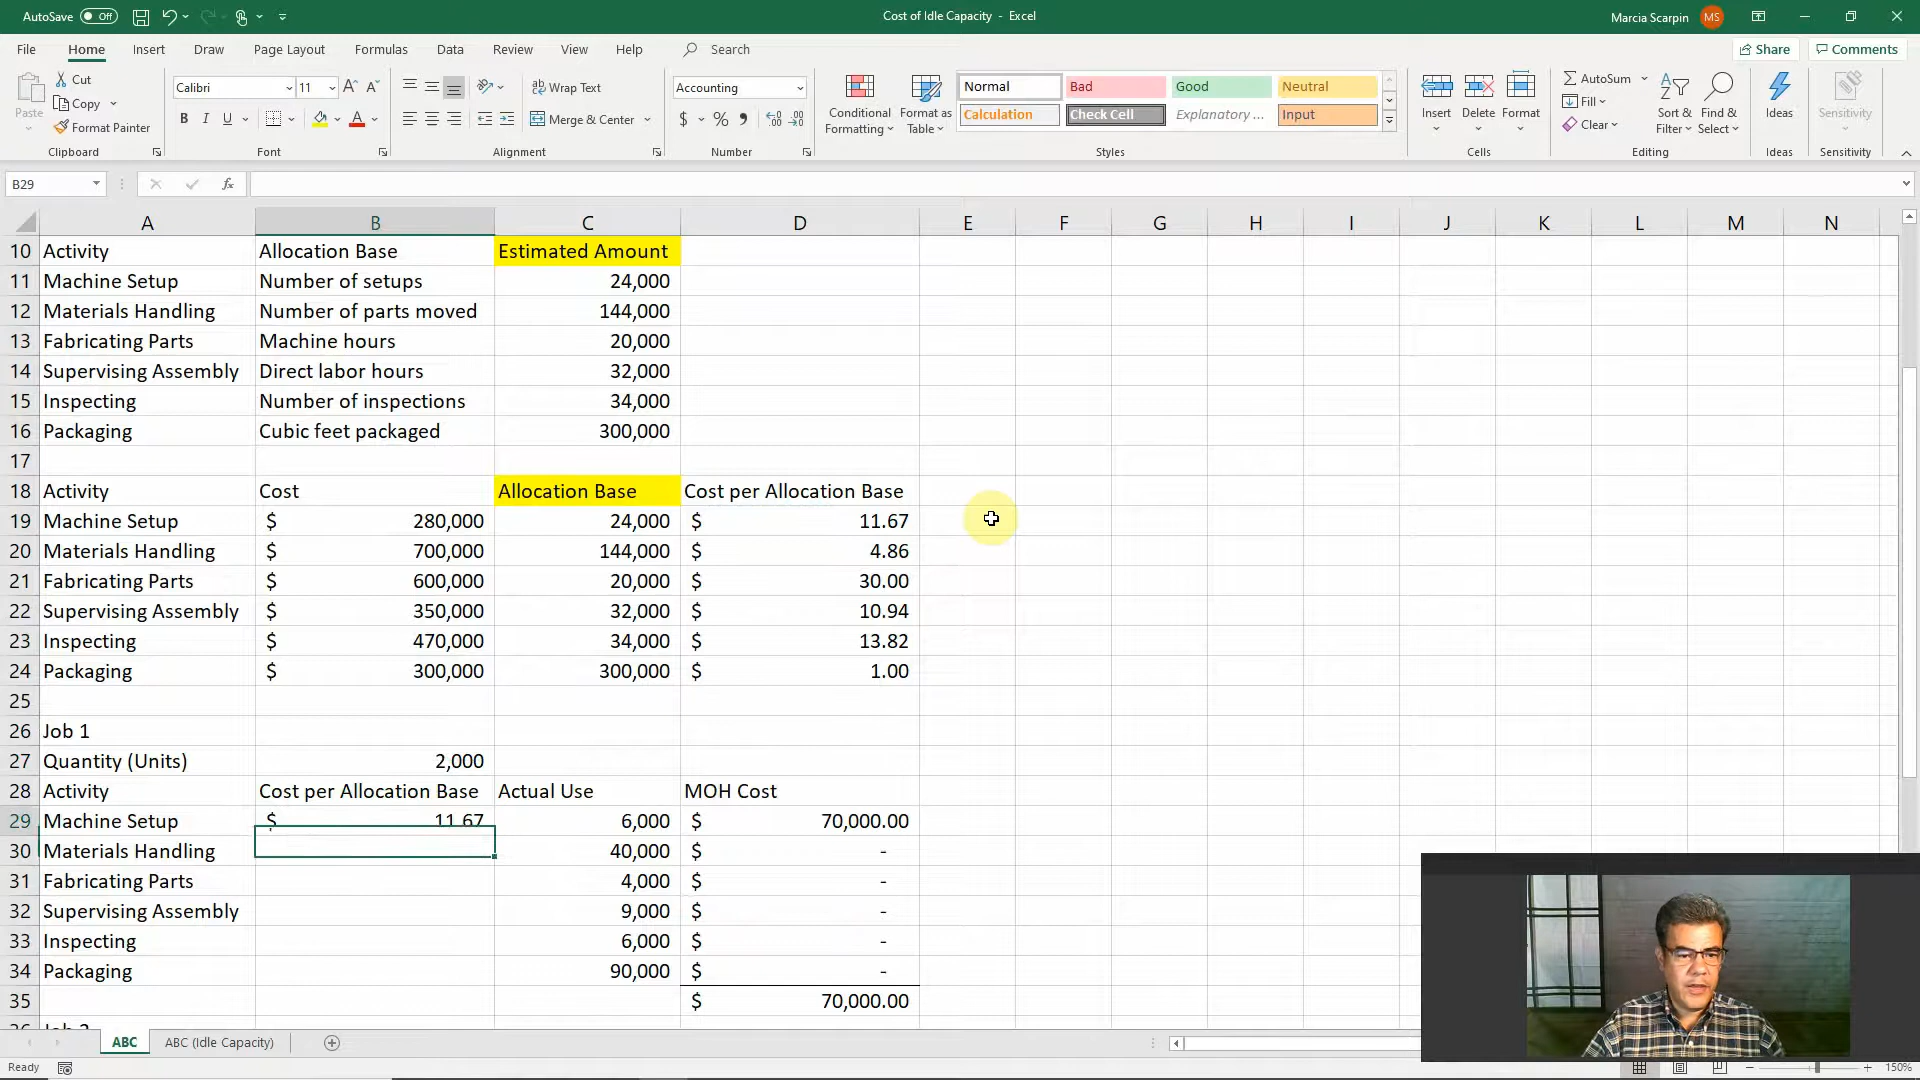 AutoSave Off Cost of Idle Capacity - Excel Marcia Scarpin MS
File Home Insert Draw Page Layout Formulas Data Review View Help Search Share Comments
Paste Cut Copy Format Painter Clipboard
Calibri 11 A A B I U A Font
Wrap Text Merge & Center Alignment
Accounting $ % Number
Conditional Formatting Format as Table
Normal Bad Good Neutral
Calculation Check Cell Explanatory ... Input
Styles
Insert Delete Format Cells
AutoSum Fill Clear Sort & Filter Find & Select Editing
Ideas Ideas
Sensitivity Sensitivity
B29 fx
A B C D E F G H I J K L M N
10 Activity Allocation Base Estimated Amount
11 Machine Setup Number of setups 24,000
12 Materials Handling Number of parts moved 144,000
13 Fabricating Parts Machine hours 20,000
14 Supervising Assembly Direct labor hours 32,000
15 Inspecting Number of inspections 34,000
16 Packaging Cubic feet packaged 300,000
17
18 Activity Cost Allocation Base Cost per Allocation Base
19 Machine Setup $ 280,000 24,000 $ 11.67
20 Materials Handling $ 700,000 144,000 $ 4.86
21 Fabricating Parts $ 600,000 20,000 $ 30.00
22 Supervising Assembly $ 350,000 32,000 $ 10.94
23 Inspecting $ 470,000 34,000 $ 13.82
24 Packaging $ 300,000 300,000 $ 1.00
25
26 Job 1
27 Quantity (Units) 2,000
28 Activity Cost per Allocation Base Actual Use MOH Cost
29 Machine Setup $ 11.67 6,000 $ 70,000.00
30 Materials Handling 40,000 $ -
31 Fabricating Parts 4,000 $ -
32 Supervising Assembly 9,000 $ -
33 Inspecting 6,000 $ -
34 Packaging 90,000 $ -
35 $ 70,000.00
ABC ABC (Idle Capacity)
Ready 150%